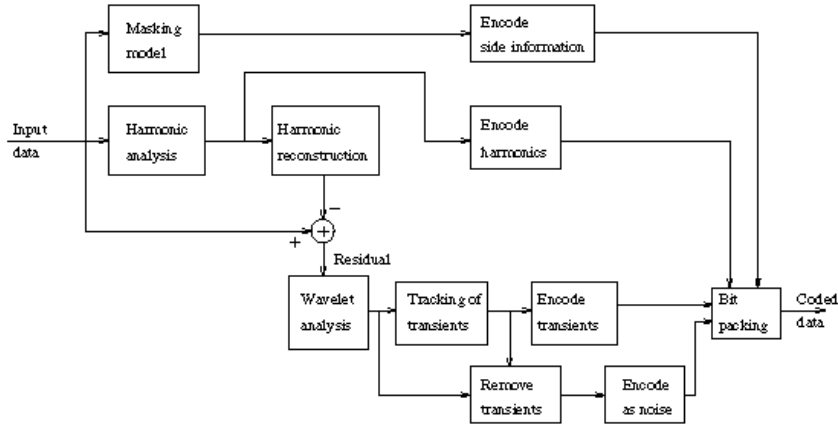 Masking
model
Encode
side information
Input
data
Harmonic
analysis
Harmonic
reconstruction
Encode
harmonics
−
+
+
Residual
Wavelet
analysis
Tracking of
transients
Encode
transients
Bit
packing
Coded
data
Remove
transients
Encode
as noise